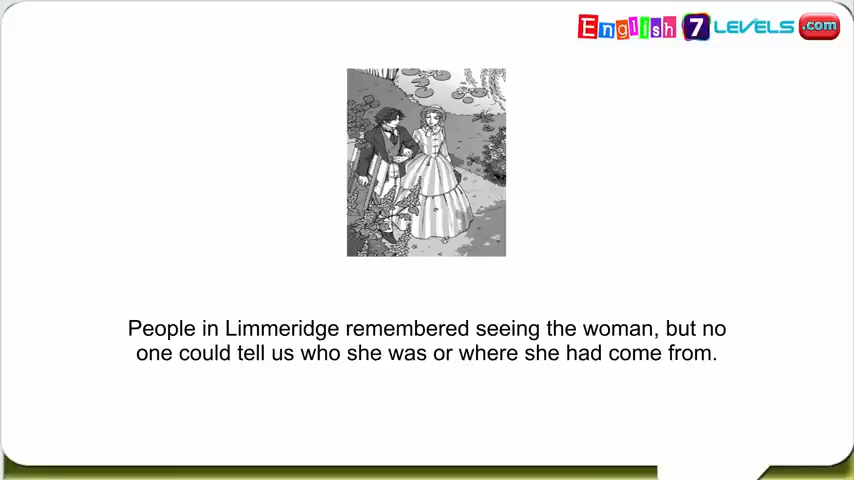 English 7 LEVELS .com
People in Limmeridge remembered seeing the woman, but no
one could tell us who she was or where she had come from.